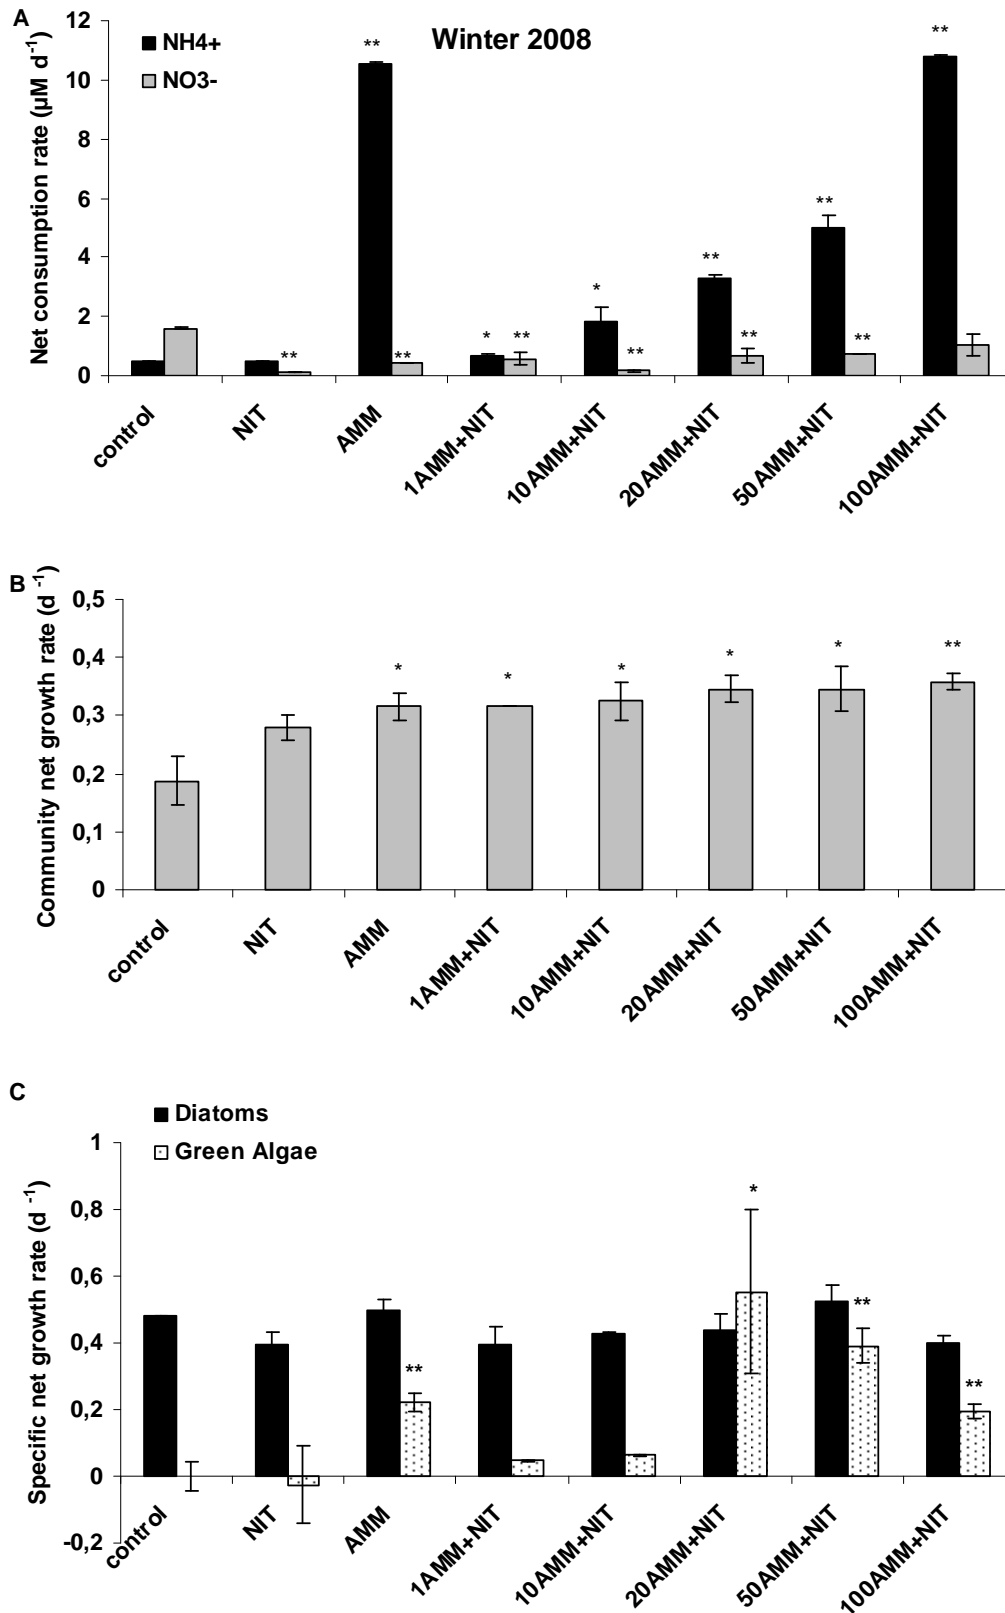 A
Winter 2008
NH4+
NO3-
Net consumption rate (µM d-1)
12
10
8
6
4
2
0
** ** ** * ** * ** ** ** ** ** **
control NIT AMM 1AMM+NIT 10AMM+NIT 20AMM+NIT 50AMM+NIT 100AMM+NIT
B
Community net growth rate (d -1)
0,5
0,4
0,3
0,2
0,1
0
* * * * * **
control NIT AMM 1AMM+NIT 10AMM+NIT 20AMM+NIT 50AMM+NIT 100AMM+NIT
C
Diatoms
Green Algae
Specific net growth rate (d -1)
1
0,8
0,6
0,4
0,2
0
-0,2
** * ** **
control NIT AMM 1AMM+NIT 10AMM+NIT 20AMM+NIT 50AMM+NIT 100AMM+NIT